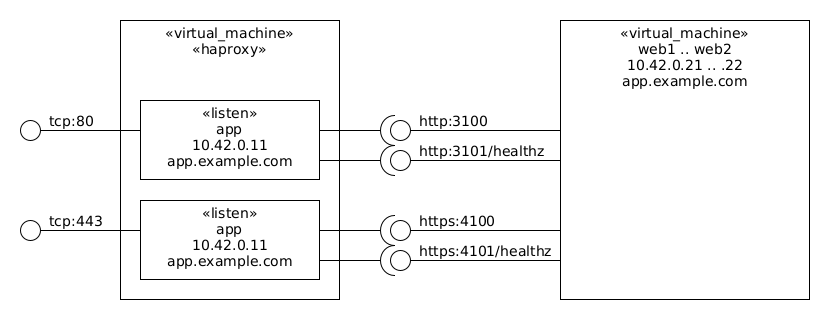 «virtual_machine»
«haproxy»
«virtual_machine»
web1 .. web2
10.42.0.21 .. .22
app.example.com
tcp:80
«listen»
app
10.42.0.11
app.example.com
http:3100
http:3101/healthz
tcp:443
«listen»
app
10.42.0.11
app.example.com
https:4100
https:4101/healthz